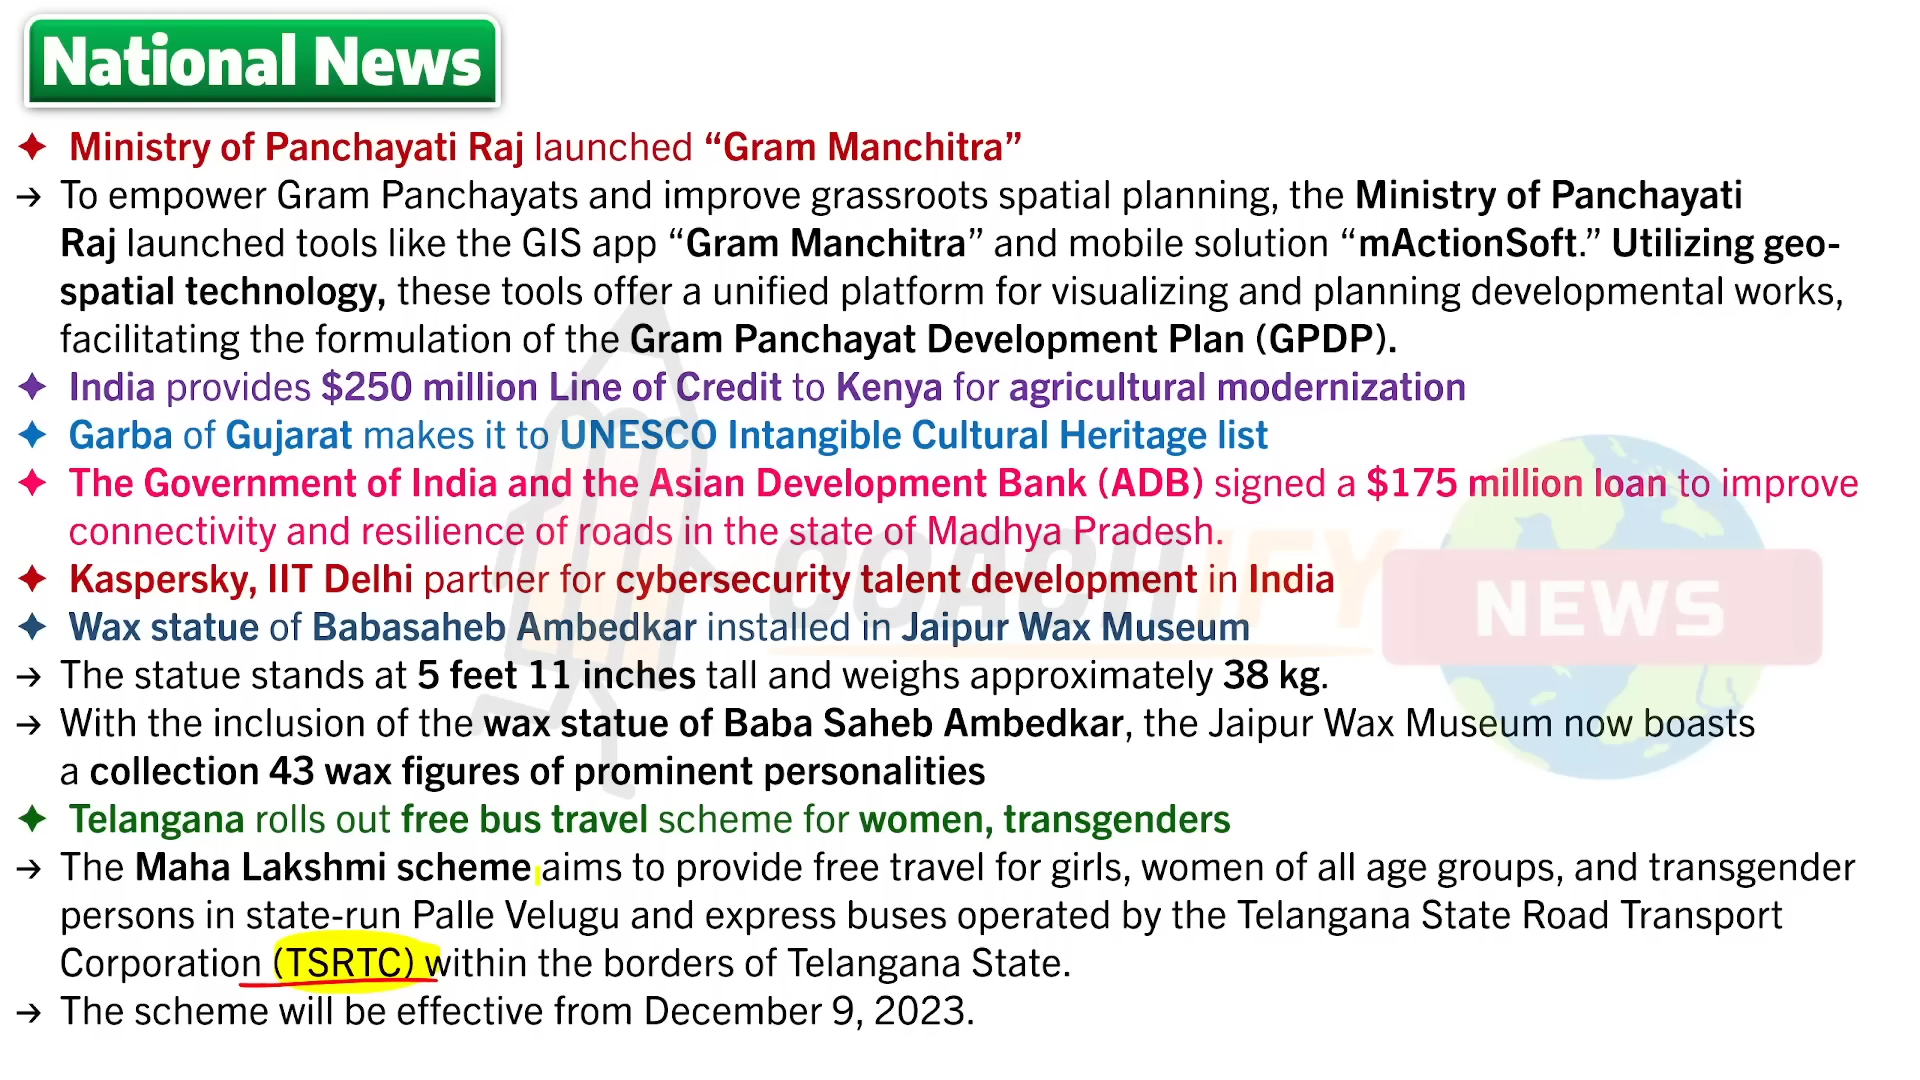 National News
✦ Ministry of Panchayati Raj launched “Gram Manchitra”
→ To empower Gram Panchayats and improve grassroots spatial planning, the Ministry of Panchayati
Raj launched tools like the GIS app “Gram Manchitra” and mobile solution “mActionSoft.” Utilizing geo-
spatial technology, these tools offer a unified platform for visualizing and planning developmental works,
facilitating the formulation of the Gram Panchayat Development Plan (GPDP).
✦ India provides $250 million Line of Credit to Kenya for agricultural modernization
✦ Garba of Gujarat makes it to UNESCO Intangible Cultural Heritage list
✦ The Government of India and the Asian Development Bank (ADB) signed a $175 million loan to improve
connectivity and resilience of roads in the state of Madhya Pradesh.
✦ Kaspersky, IIT Delhi partner for cybersecurity talent development in India
✦ Wax statue of Babasaheb Ambedkar installed in Jaipur Wax Museum
→ The statue stands at 5 feet 11 inches tall and weighs approximately 38 kg.
→ With the inclusion of the wax statue of Baba Saheb Ambedkar, the Jaipur Wax Museum now boasts
a collection 43 wax figures of prominent personalities
✦ Telangana rolls out free bus travel scheme for women, transgenders
→ The Maha Lakshmi scheme aims to provide free travel for girls, women of all age groups, and transgender
persons in state-run Palle Velugu and express buses operated by the Telangana State Road Transport
Corporation (TSRTC) within the borders of Telangana State.
→ The scheme will be effective from December 9, 2023.
COACHIFY
NEWS